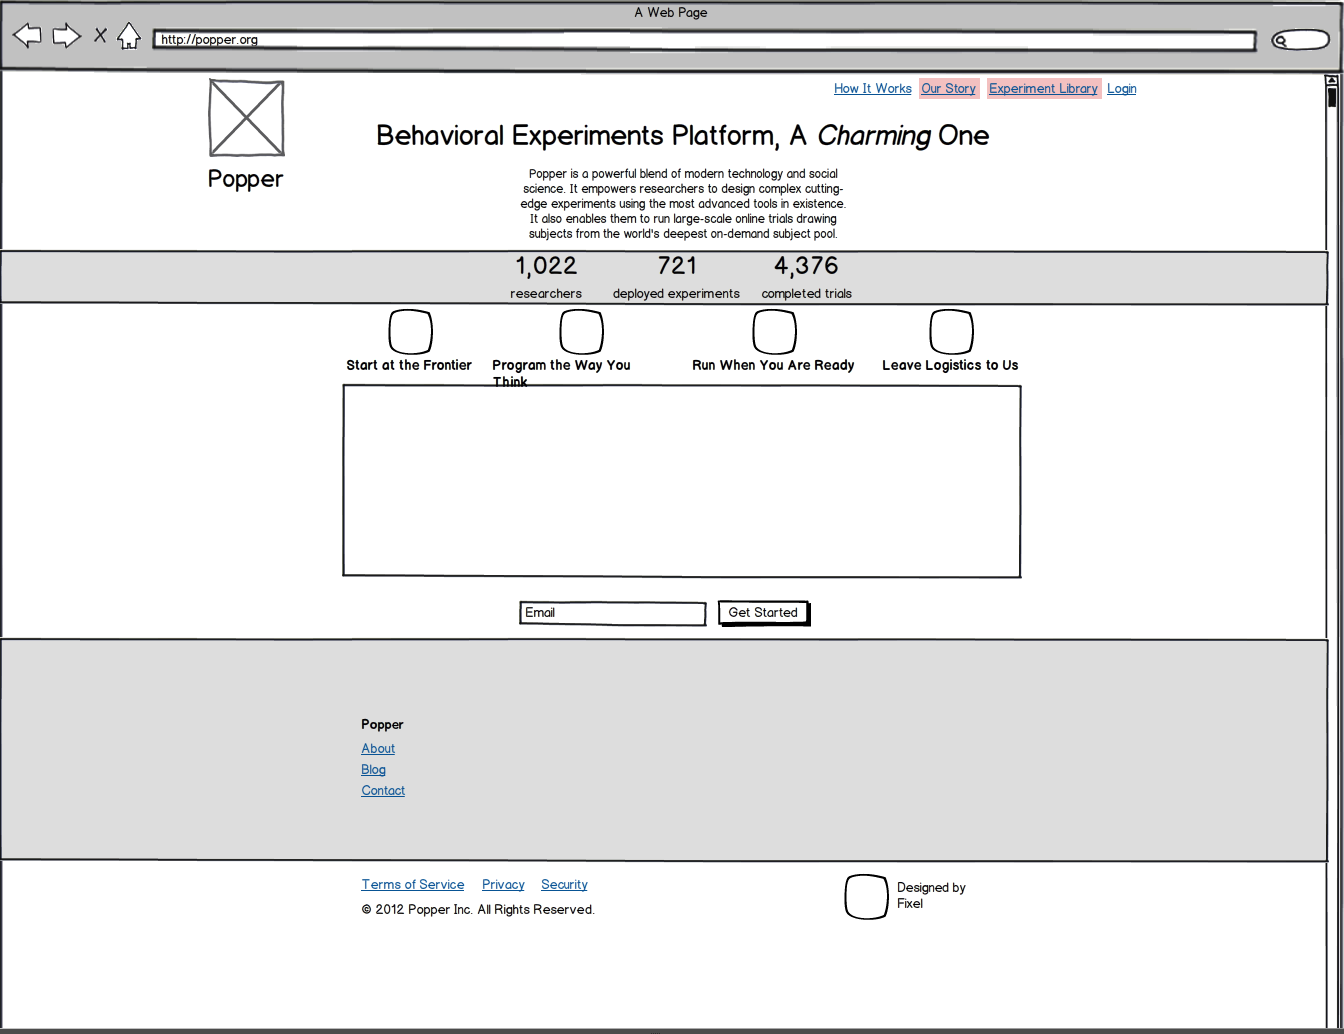 A Web Page
http://popper.org
How It Works Our Story Experiment Library Login
Popper
Behavioral Experiments Platform, A Charming One
Popper is a powerful blend of modern technology and social
science. It empowers researchers to design complex cutting-
edge experiments using the most advanced tools in existence.
It also enables them to run large-scale online trials drawing
subjects from the world's deepest on-demand subject pool.
1,022 721 4,376
researchers deployed experiments completed trials
Start at the Frontier Program the Way You Run When You Are Ready Leave Logistics to Us
Think
Email Get Started
Popper
About
Blog
Contact
Terms of Service Privacy Security
© 2012 Popper Inc. All Rights Reserved.
Designed by
Fixel